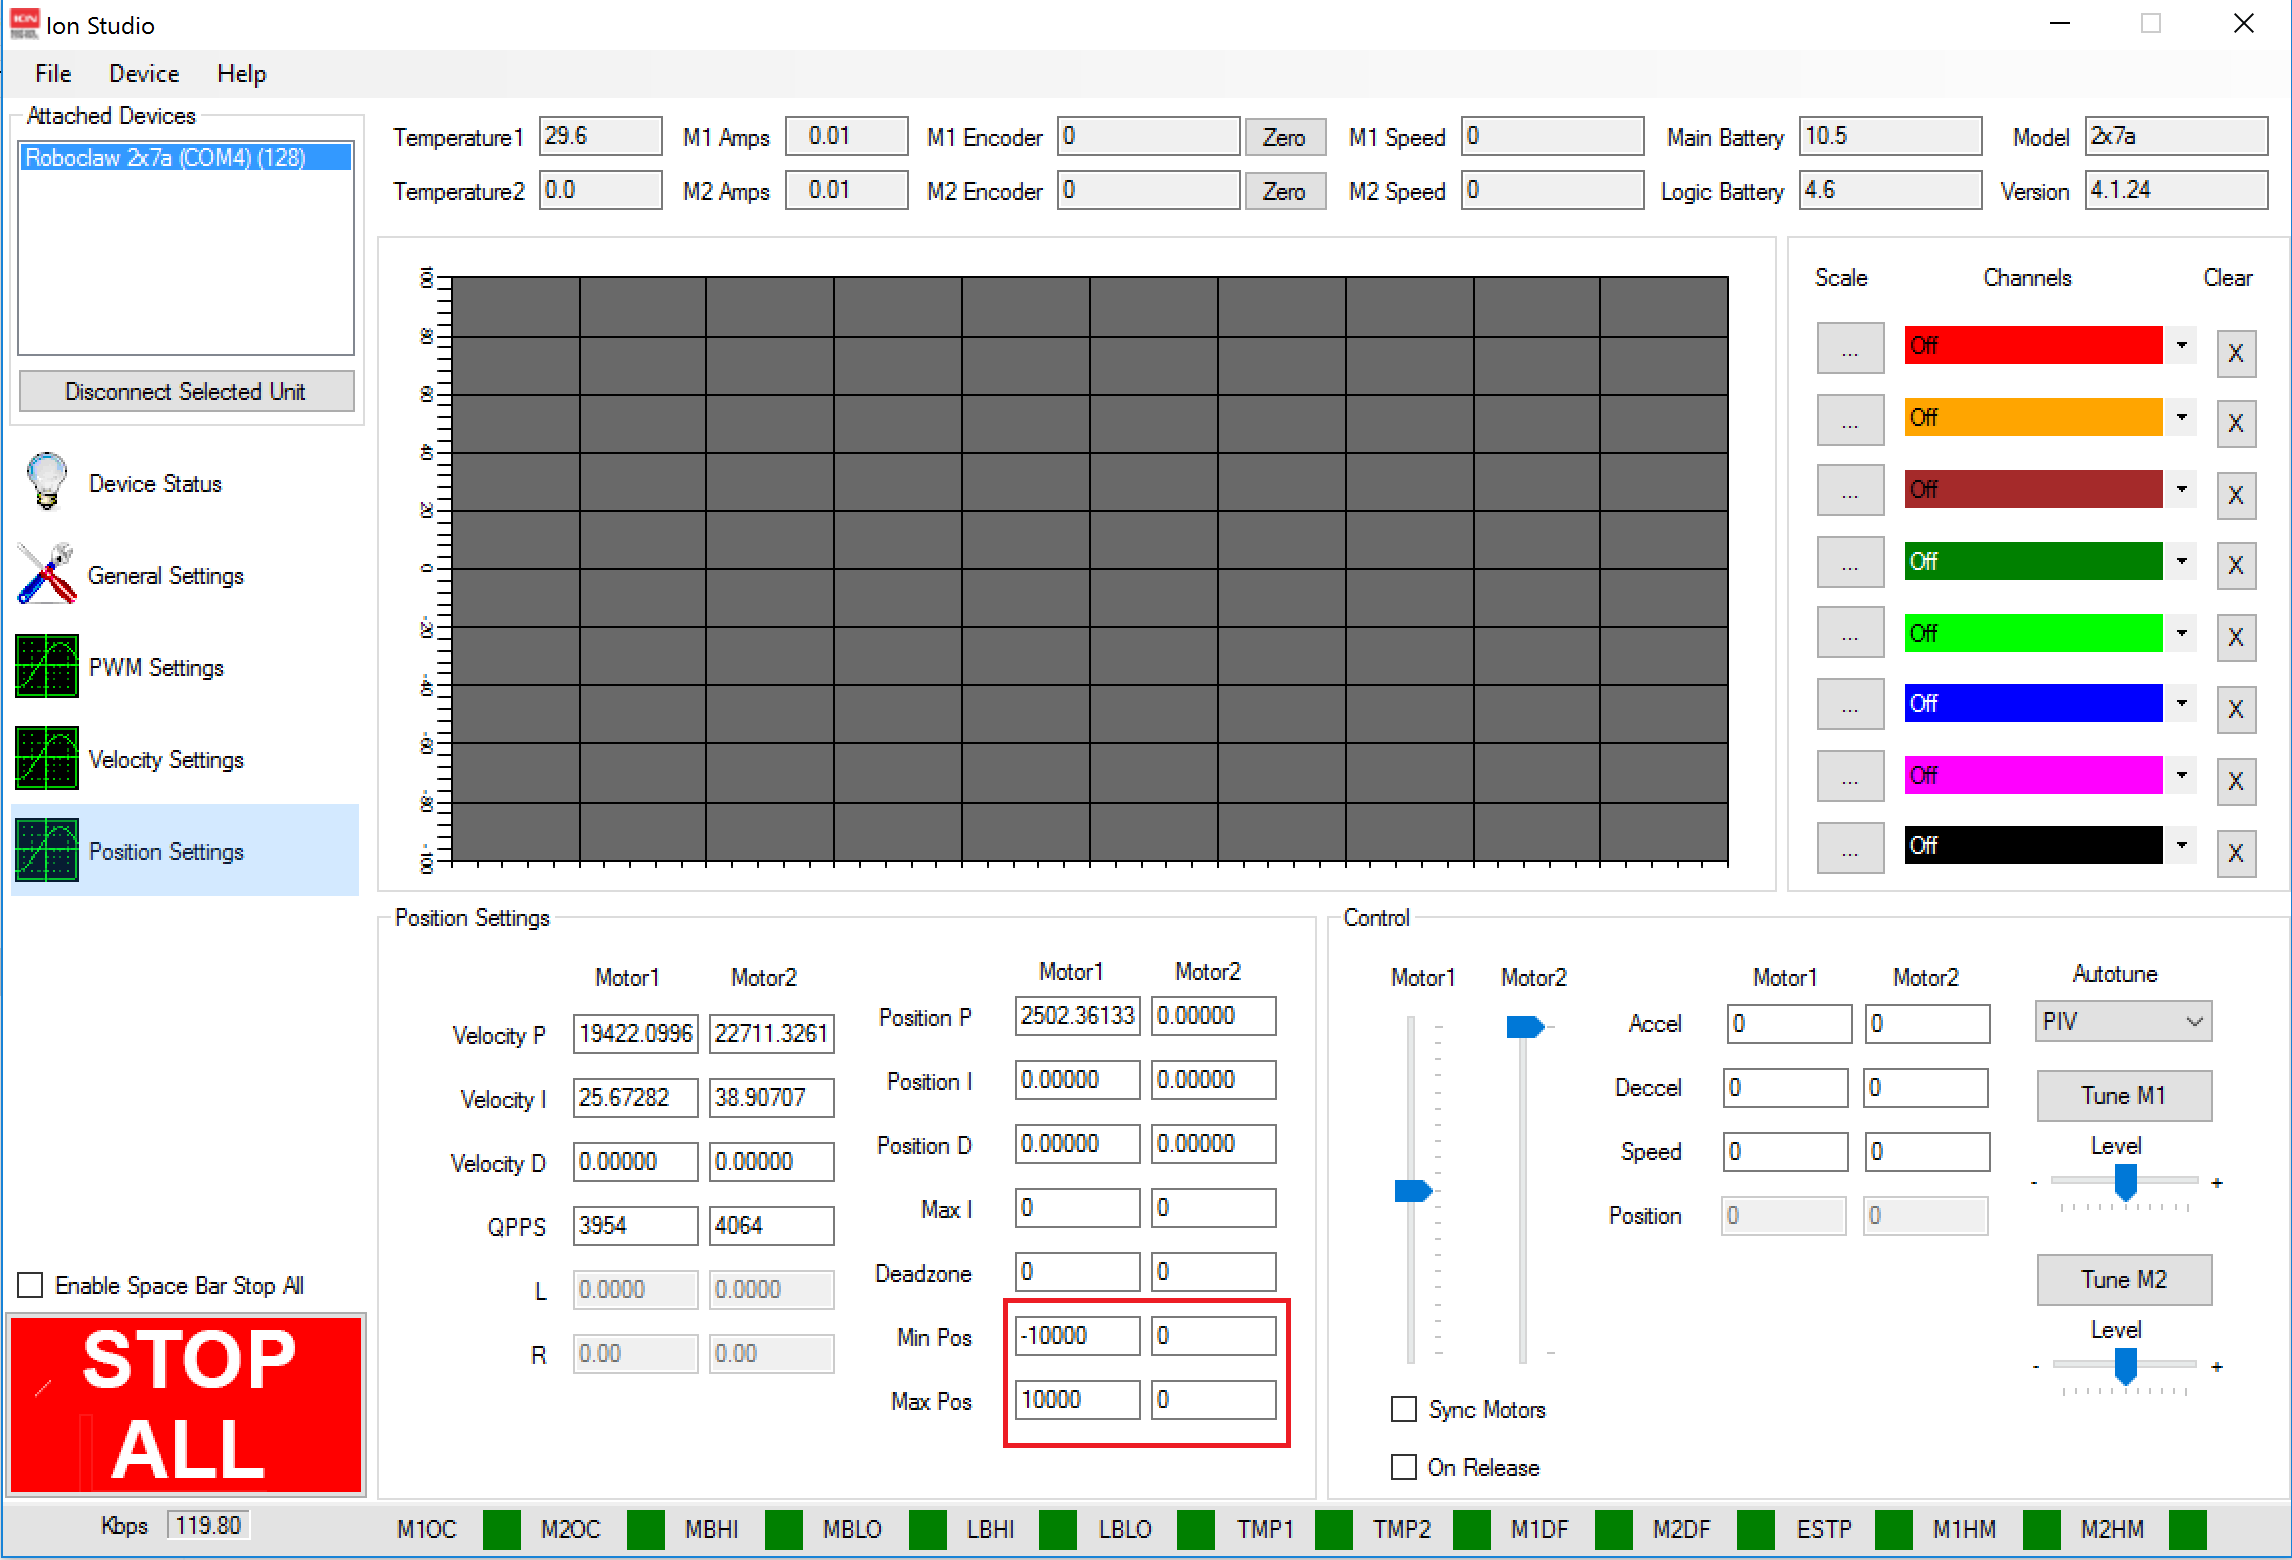 ION
Ion Studio
File Device Help
Attached Devices
Roboclaw 2x7a (COM4) (128)
Disconnect Selected Unit
Temperature1 29.6 M1 Amps 0.01 M1 Encoder 0 Zero M1 Speed 0 Main Battery 10.5 Model 2x7a
Temperature2 0.0 M2 Amps 0.01 M2 Encoder 0 Zero M2 Speed 0 Logic Battery 4.6 Version 4.1.24
Device Status
General Settings
PWM Settings
Velocity Settings
Position Settings
100
80
60
40
20
0
-20
-40
-60
-80
-100
Scale Channels Clear
... Off X
... Off X
... Off X
... Off X
... Off X
... Off X
... Off X
... Off X
Position Settings
Motor1 Motor2
Velocity P 19422.0996 22711.3261
Velocity I 25.67282 38.90707
Velocity D 0.00000 0.00000
QPPS 3954 4064
L 0.0000 0.0000
R 0.00 0.00
Motor1 Motor2
Position P 2502.36133 0.00000
Position I 0.00000 0.00000
Position D 0.00000 0.00000
Max I 0 0
Deadzone 0 0
Min Pos -10000 0
Max Pos 10000 0
Control
Motor1 Motor2
Sync Motors
On Release
Motor1 Motor2
Accel 0 0
Deccel 0 0
Speed 0 0
Position 0 0
Autotune
PIV
Tune M1
Level
- +
Tune M2
Level
- +
Enable Space Bar Stop All
STOP
ALL
Kbps 119.80 M1OC M2OC MBHI MBLO LBHI LBLO TMP1 TMP2 M1DF M2DF ESTP M1HM M2HM